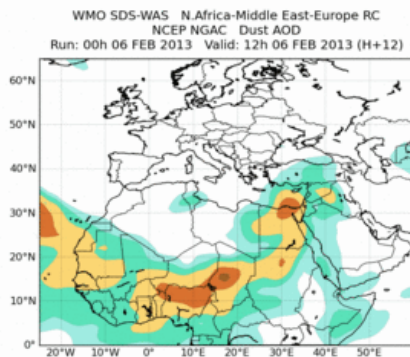 WMO SDS-WAS N.Africa-Middle East-Europe RC
NCEP NGAC Dust AOD
Run: 00h 06 FEB 2013 Valid: 12h 06 FEB 2013 (H+12)
60°N
50°N
40°N
30°N
20°N
10°N
0°
20°W 10°W 0° 10°E 20°E 30°E 40°E 50°E